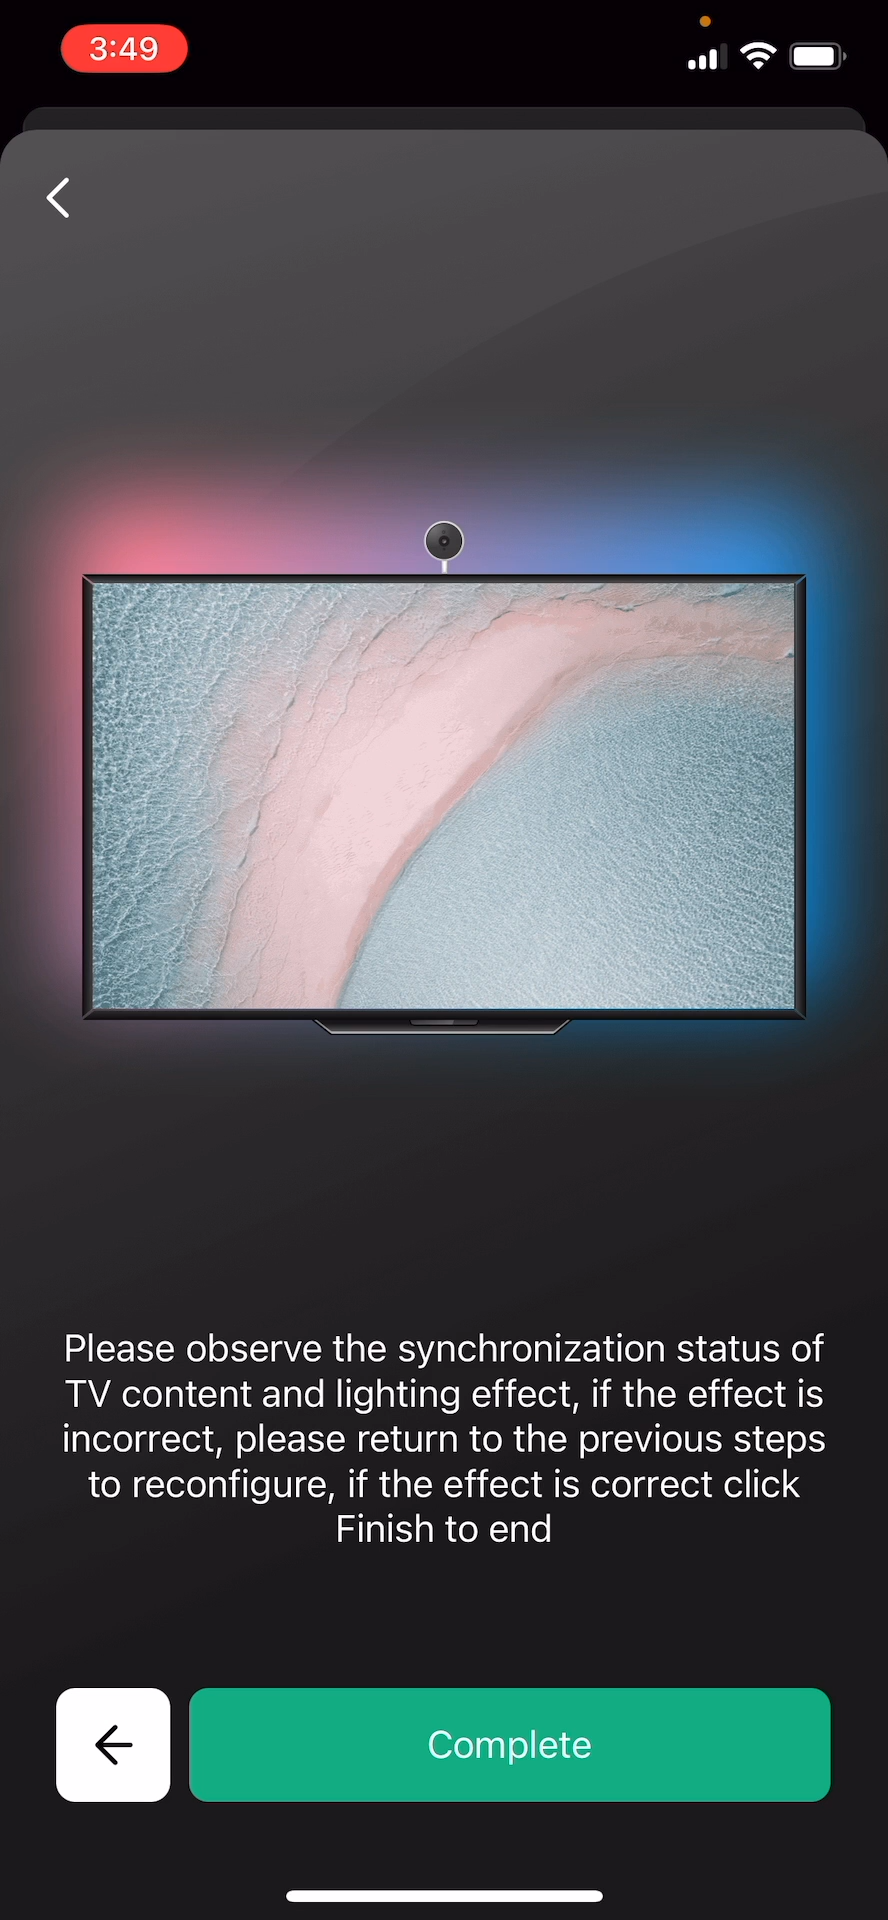 3:49
Please observe the synchronization status of
TV content and lighting effect, if the effect is
incorrect, please return to the previous steps
to reconfigure, if the effect is correct click
Finish to end
Complete